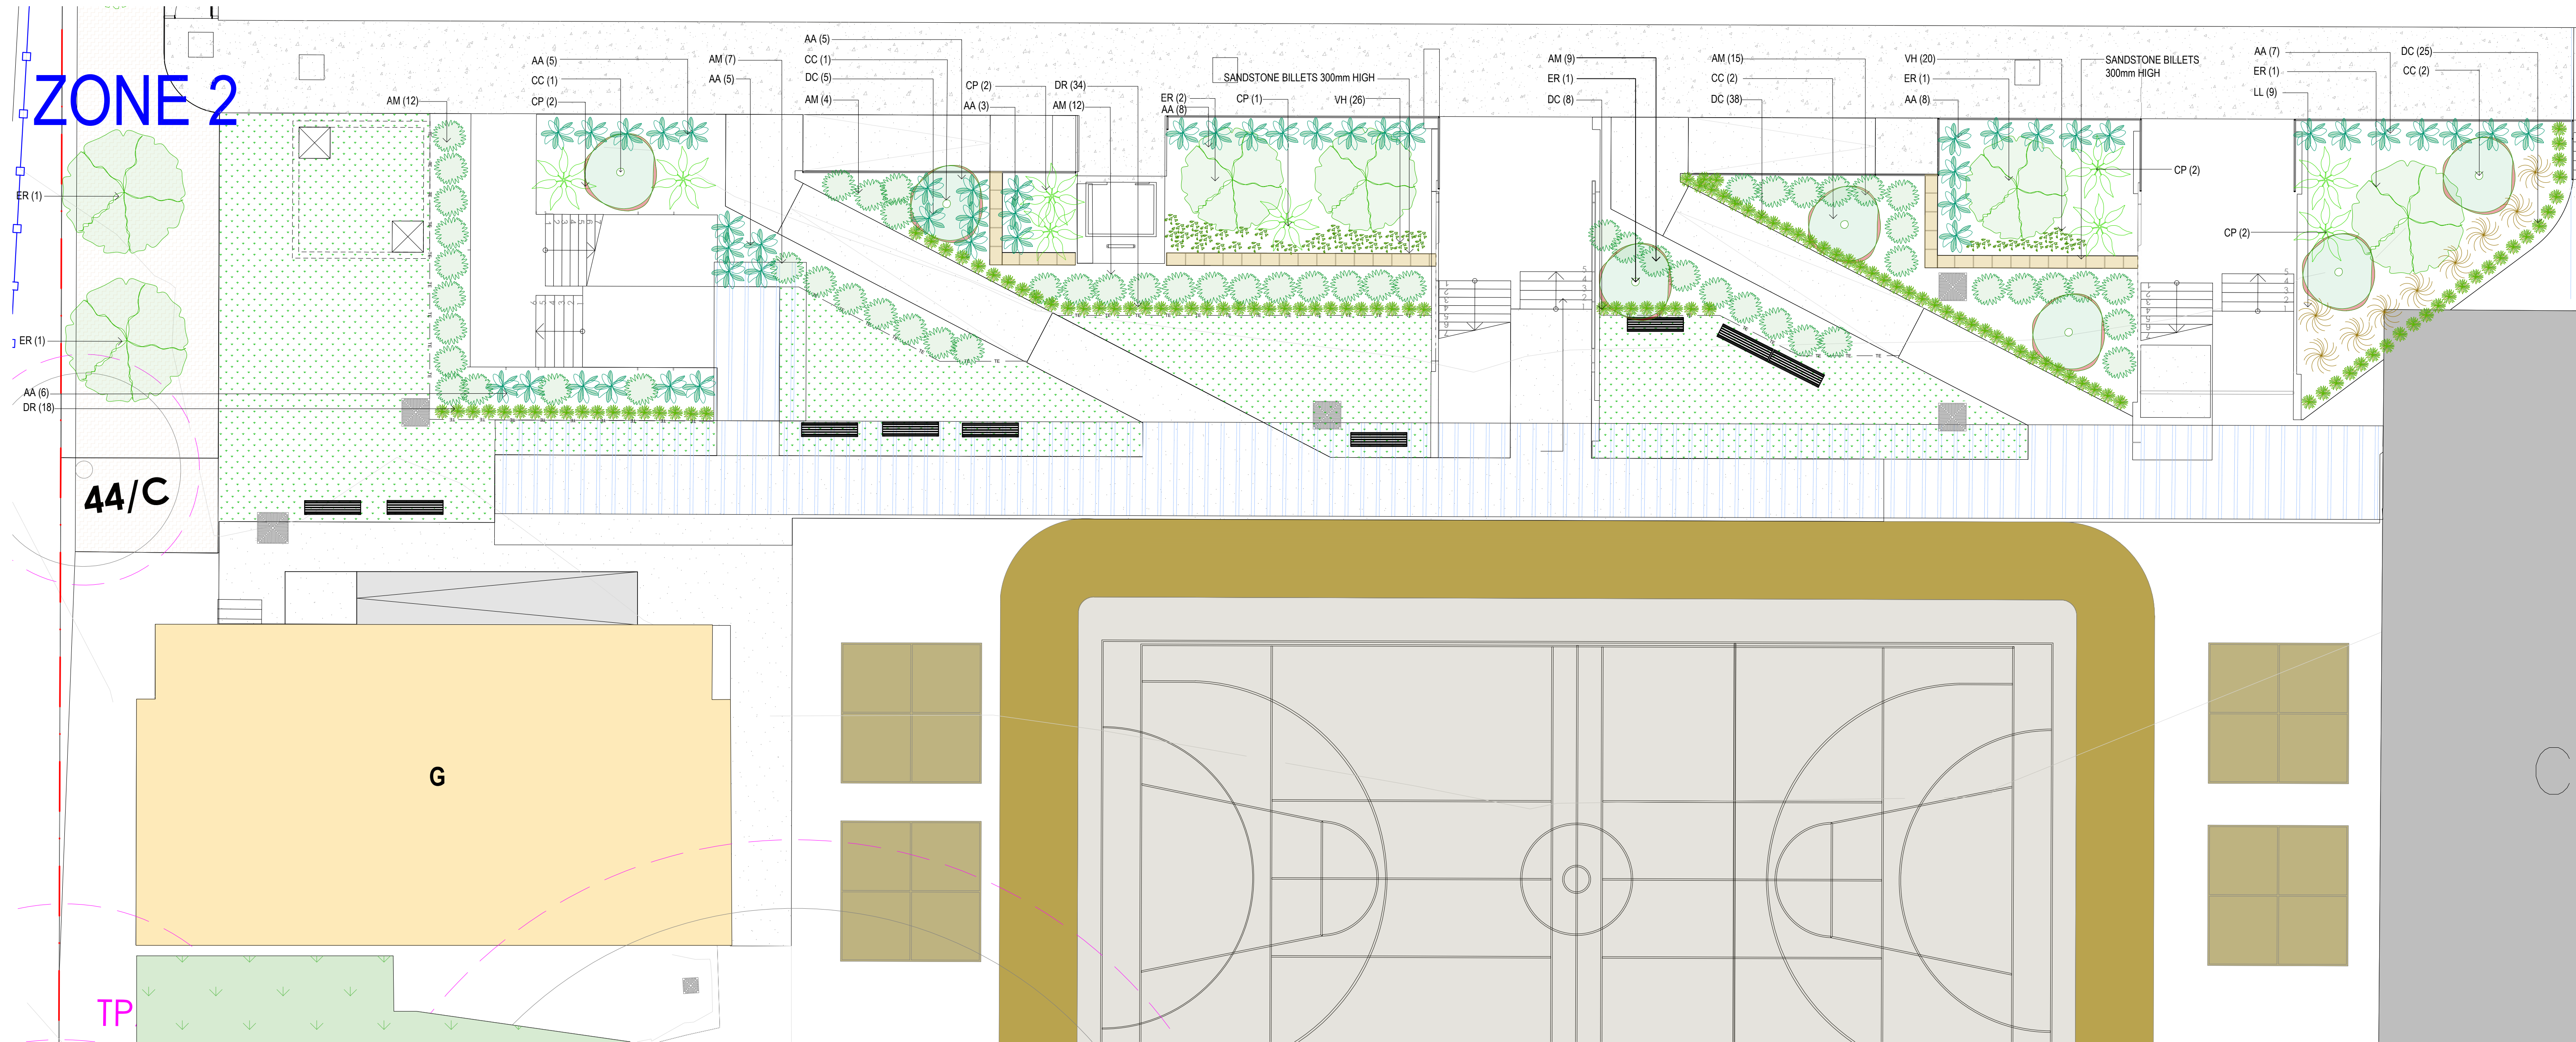 ZONE 2
ER (1)
ER (1)
AA (6)
DR (18)
44/C
AM (12)
AA (5)
CC (1)
CP (2)
AM (7)
AA (5)
AA (5)
CC (1)
DC (5)
AM (4)
CP (2)
AA (3)
DR (34)
AM (12)
ER (2)
AA (8)
SANDSTONE BILLETS 300mm HIGH
CP (1)
VH (26)
AM (9)
ER (1)
DC (8)
AM (15)
CC (2)
DC (38)
VH (20)
ER (1)
AA (8)
SANDSTONE BILLETS
300mm HIGH
CP (2)
AA (7)
ER (1)
LL (9)
DC (25)
CC (2)
CP (2)
G
TP